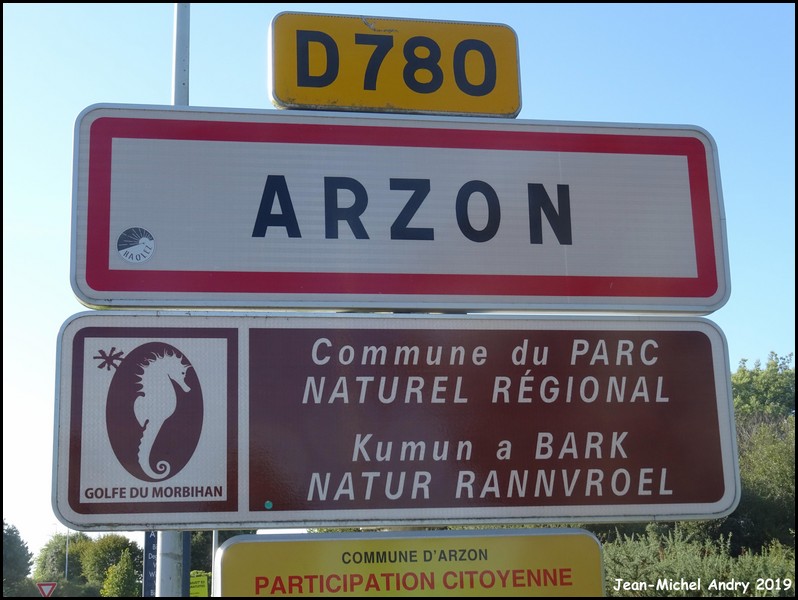 D780
ARZON
HAOLEZ
Commune du PARC
NATUREL RÉGIONAL
Kumun a BARK
NATUR RANNVROEL
GOLFE DU MORBIHAN
COMMUNE D'ARZON
PARTICIPATION CITOYENNE
Jean-Michel Andry 2019